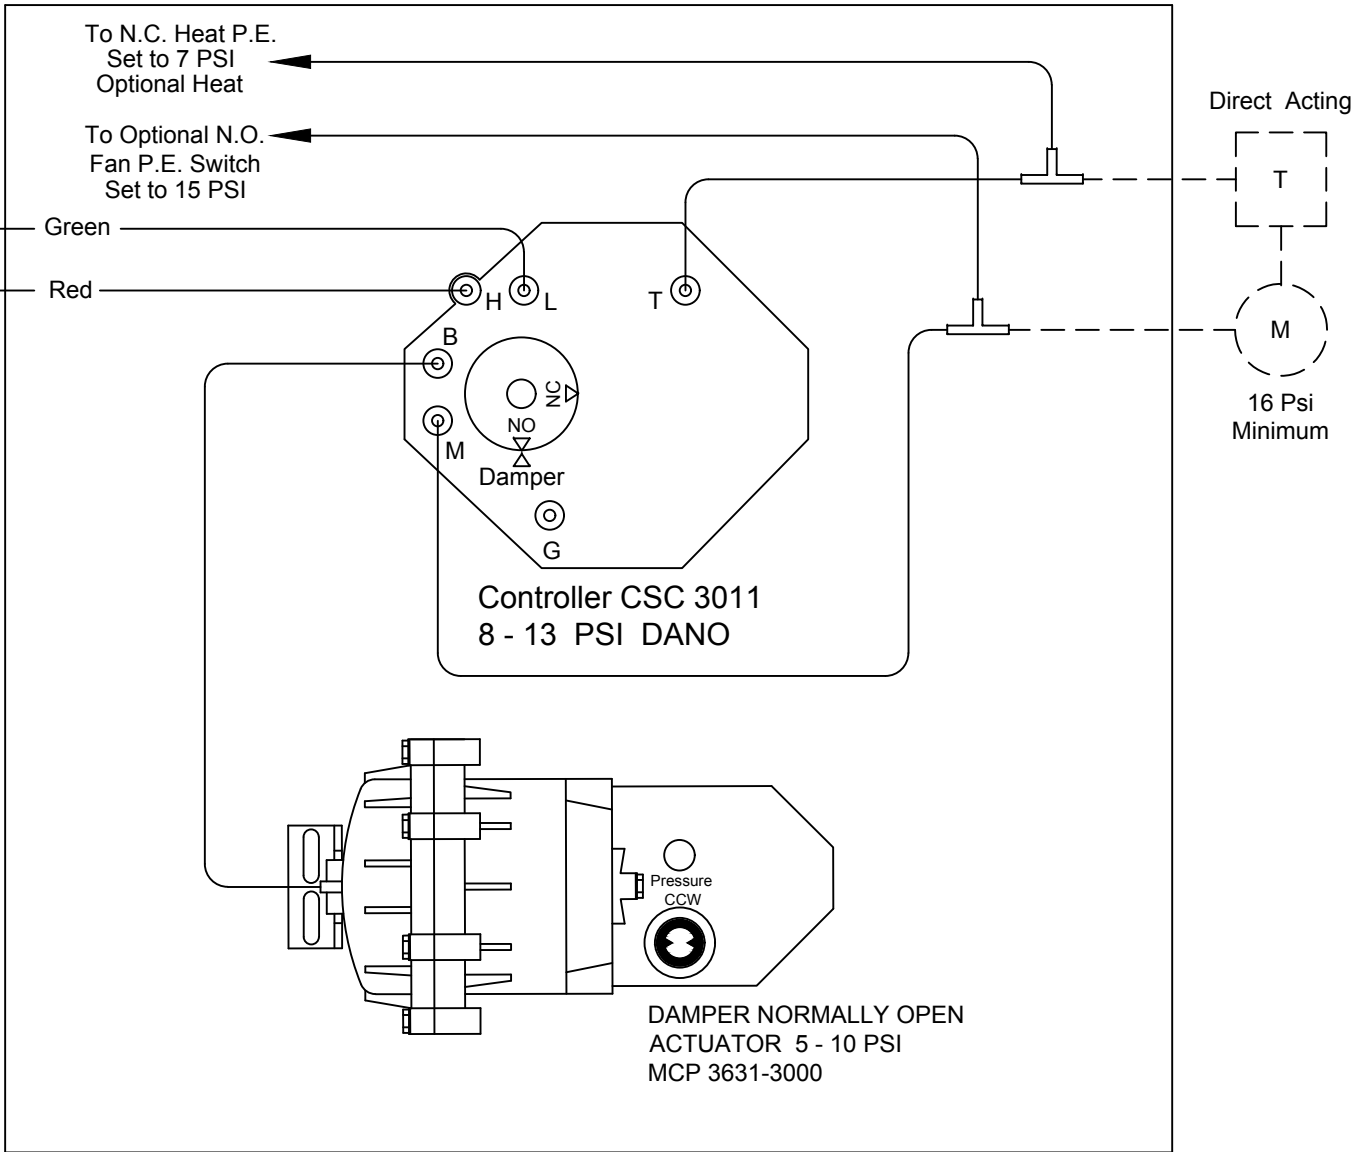 To N.C. Heat P.E.
Set to 7 PSI
Optional Heat
Direct Acting
To Optional N.O.
Fan P.E. Switch
Set to 15 PSI
T
Green
Red
H
L
T
B
M
NC
NO
M
Damper
G
16 Psi
Minimum
Controller CSC 3011
8 - 13 PSI DANO
Pressure
CCW
DAMPER NORMALLY OPEN
ACTUATOR 5 - 10 PSI
MCP 3631-3000